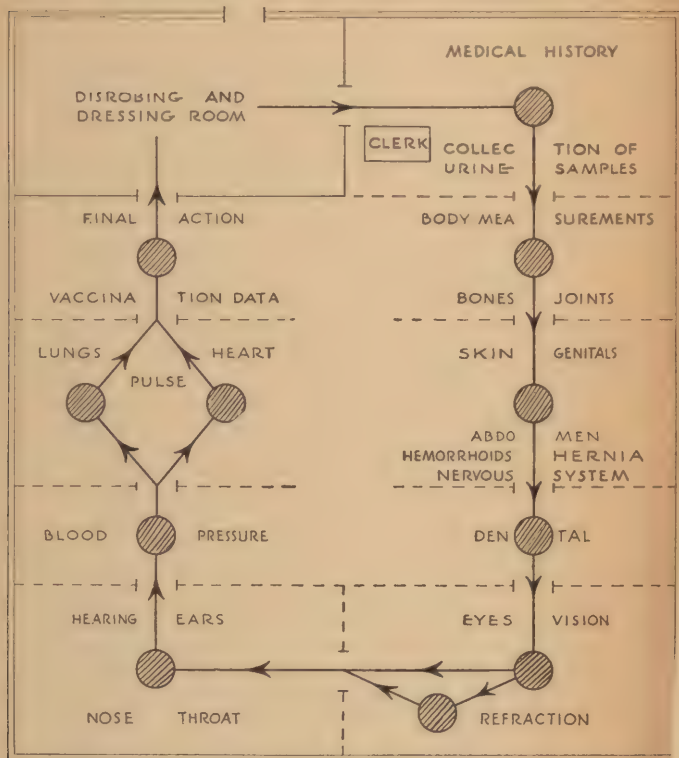 MEDICAL HISTORY
DISROBING AND
DRESSING ROOM
CLERK
COLLEC TION OF
URINE SAMPLES
BODY MEA SUREMENTS
BONES JOINTS
SKIN GENITALS
ABDO MEN
HEMORRHOIDS HERNIA
NERVOUS SYSTEM
DEN TAL
EYES VISION
REFRACTION
NOSE THROAT
HEARING EARS
BLOOD PRESSURE
LUNGS HEART
PULSE
VACCINA TION DATA
FINAL ACTION